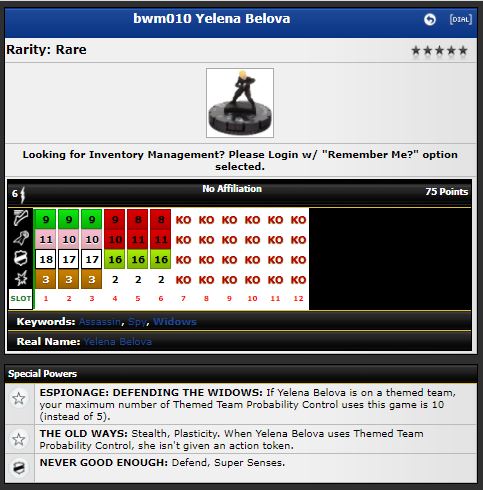 bwm010 Yelena Belova [DIAL]
Rarity: Rare
Looking for Inventory Management? Please Login w/ "Remember Me?" option
selected.
6 No Affiliation 75 Points
9 9 9 9 8 8 KO KO KO KO KO KO
11 10 10 10 11 11 KO KO KO KO KO KO
18 17 17 16 16 16 KO KO KO KO KO KO
3 3 3 2 2 2 KO KO KO KO KO KO
SLOT 1 2 3 4 5 6 7 8 9 10 11 12
Keywords: Assassin, Spy, Widows
Real Name: Yelena Belova
Special Powers
ESPIONAGE: DEFENDING THE WIDOWS: If Yelena Belova is on a themed team,
your maximum number of Themed Team Probability Control uses this game is 10
(instead of 5).
THE OLD WAYS: Stealth, Plasticity. When Yelena Belova uses Themed Team
Probability Control, she isn't given an action token.
NEVER GOOD ENOUGH: Defend, Super Senses.